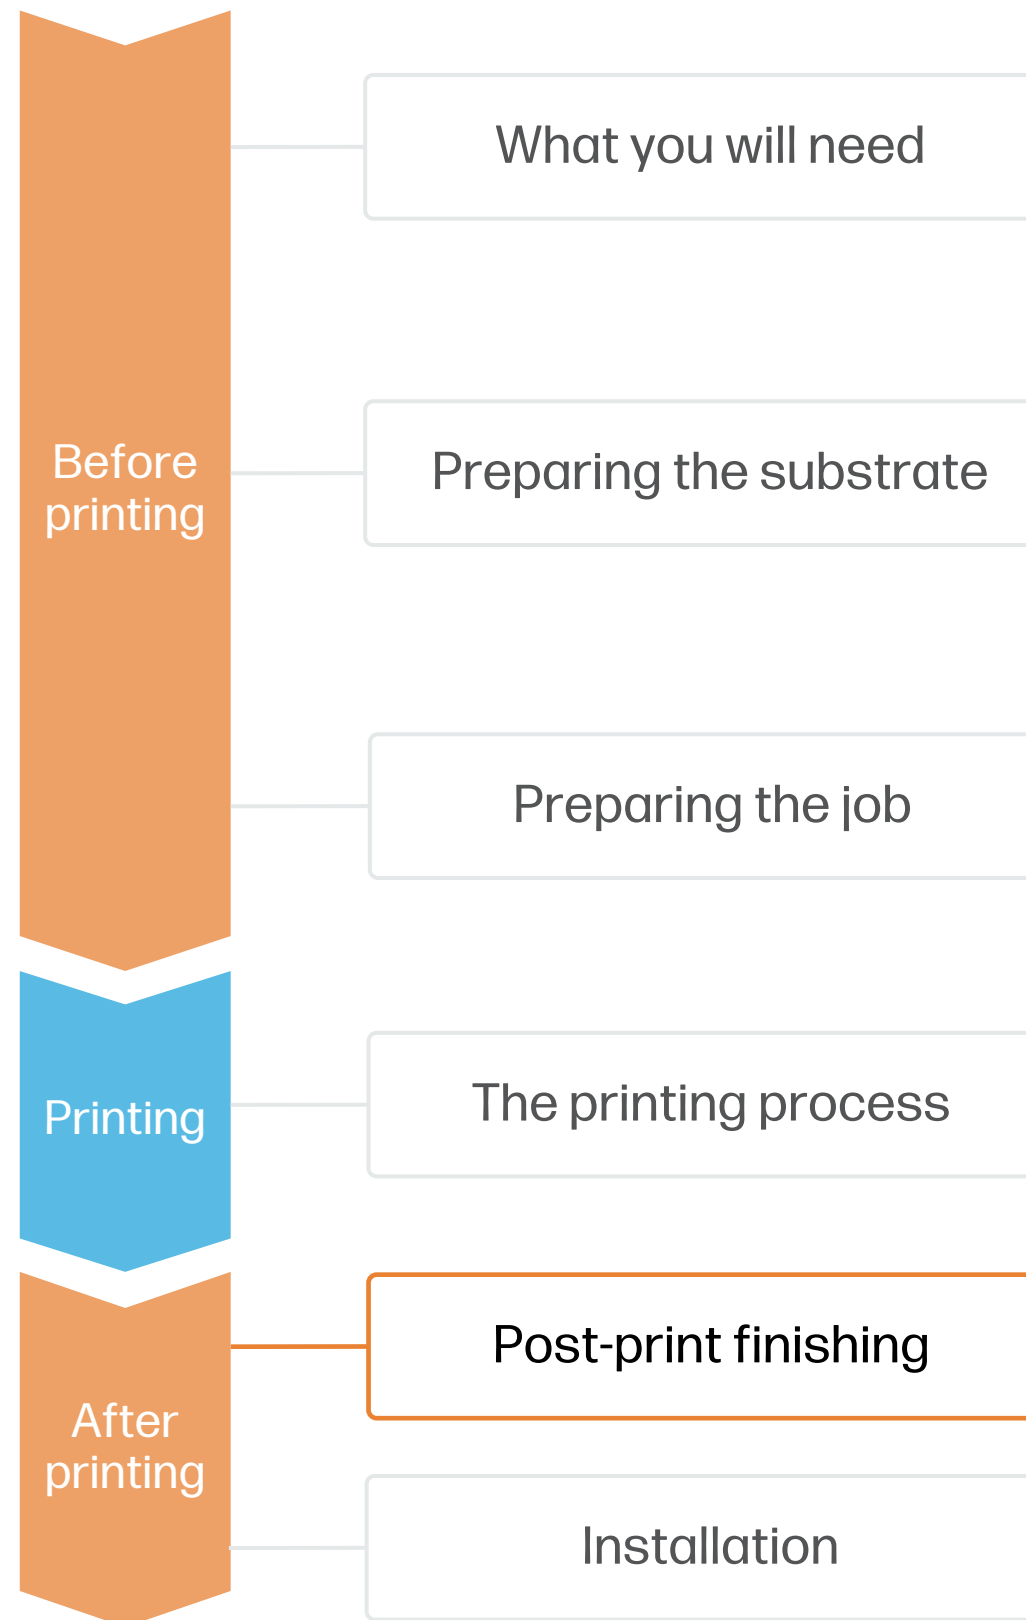 What you will need
Before
printing
Preparing the substrate
Preparing the job
Printing
The printing process
After
printing
Post-print finishing
Installation